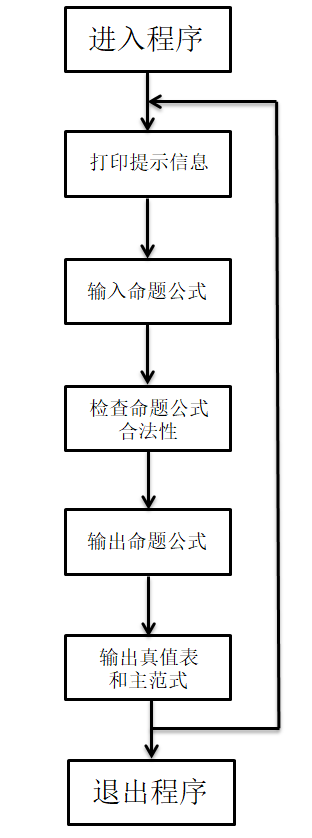 进入程序
打印提示信息
输入命题公式
检查命题公式
合法性
输出命题公式
输出真值表
和主范式
退出程序